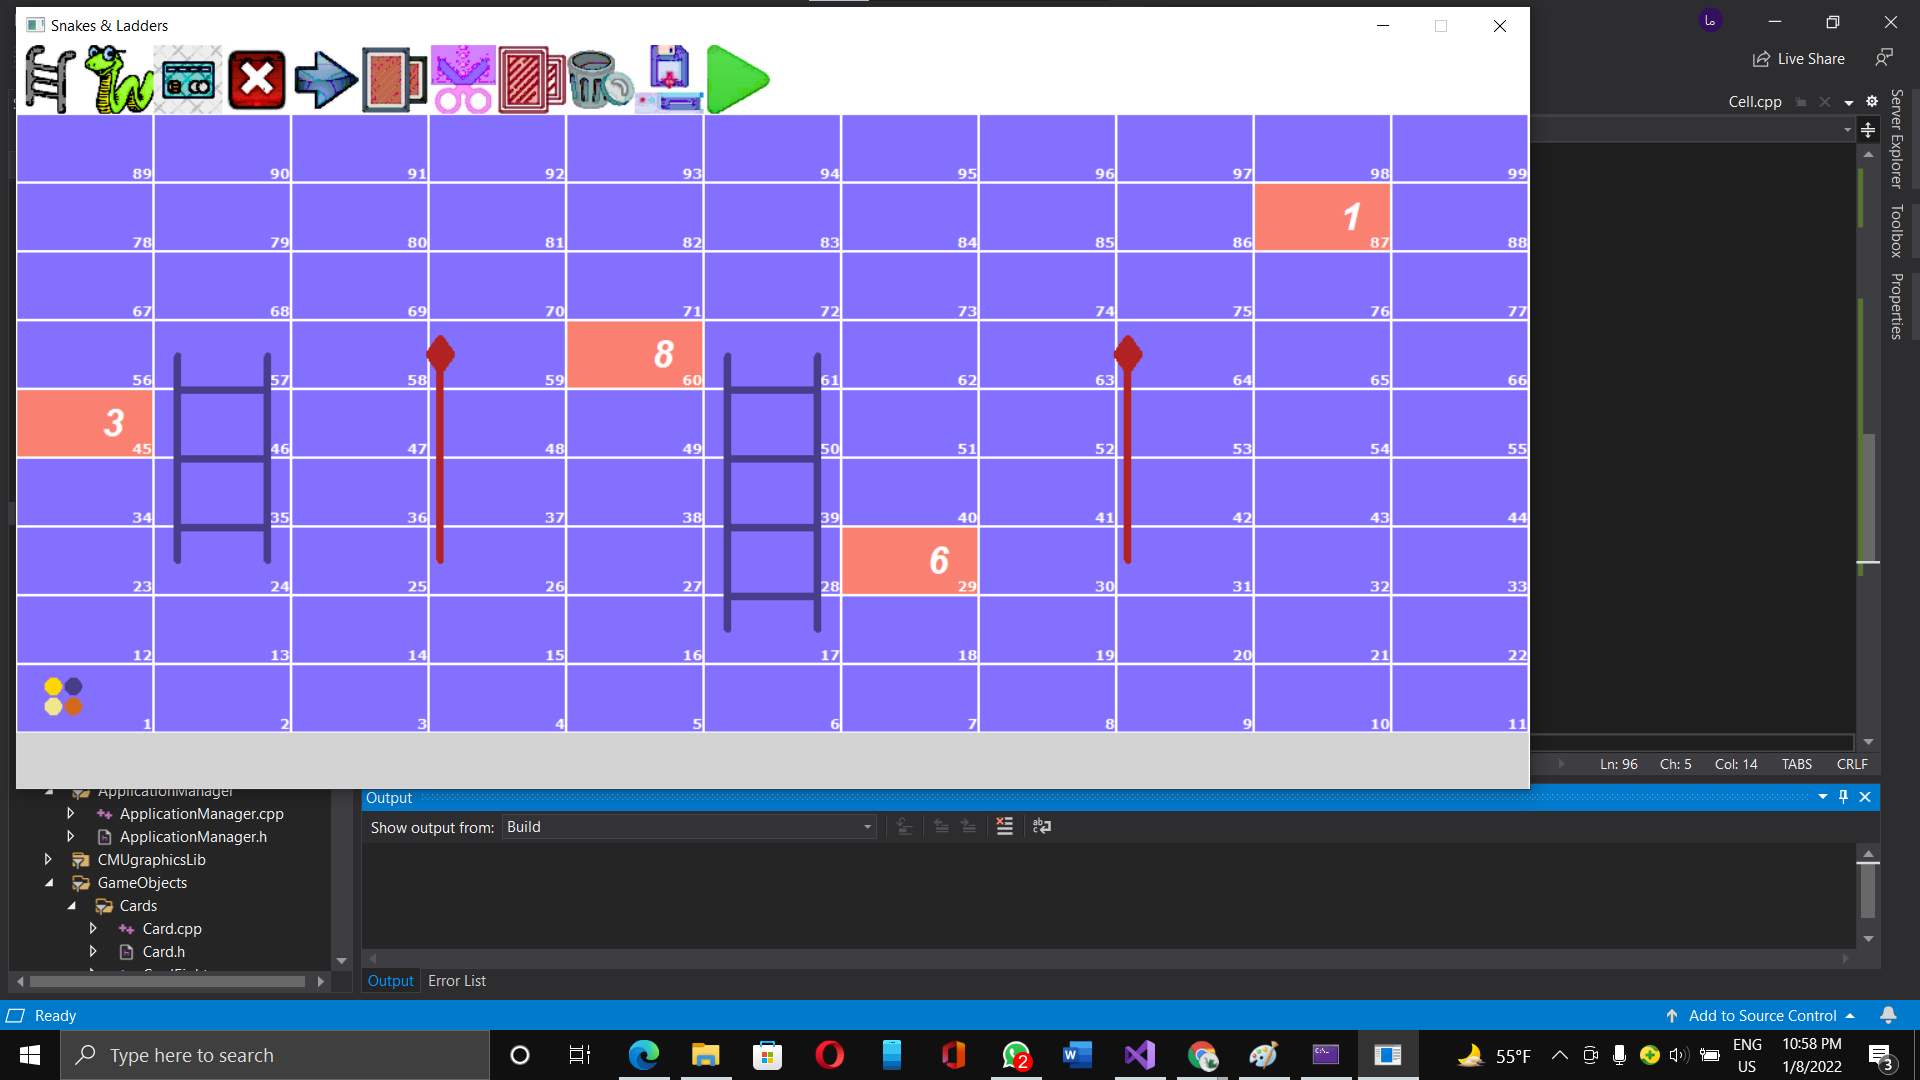 Snakes & Ladders
Live Share
Cell.cpp
Server Explorer
Toolbox
Properties
89 90 91 92 93 94 95 96 97 98 99
1
78 79 80 81 82 83 84 85 86 87 88
67 68 69 70 71 72 73 74 75 76 77
8
56 57 58 59 60 61 62 63 64 65 66
3
45 46 47 48 49 50 51 52 53 54 55
34 35 36 37 38 39 40 41 42 43 44
6
23 24 25 26 27 28 29 30 31 32 33
12 13 14 15 16 17 18 19 20 21 22
1 2 3 4 5 6 7 8 9 10 11
Ln: 96 Ch: 5 Col: 14 TABS CRLF
ApplicationManager
ApplicationManager.cpp
ApplicationManager.h
CMUgraphicsLib
GameObjects
Cards
Card.cpp
Card.h
Output
Show output from: Build
Output Error List
Ready
Add to Source Control
Type here to search
2
55°F
ENG
US
10:58 PM
1/8/2022
3